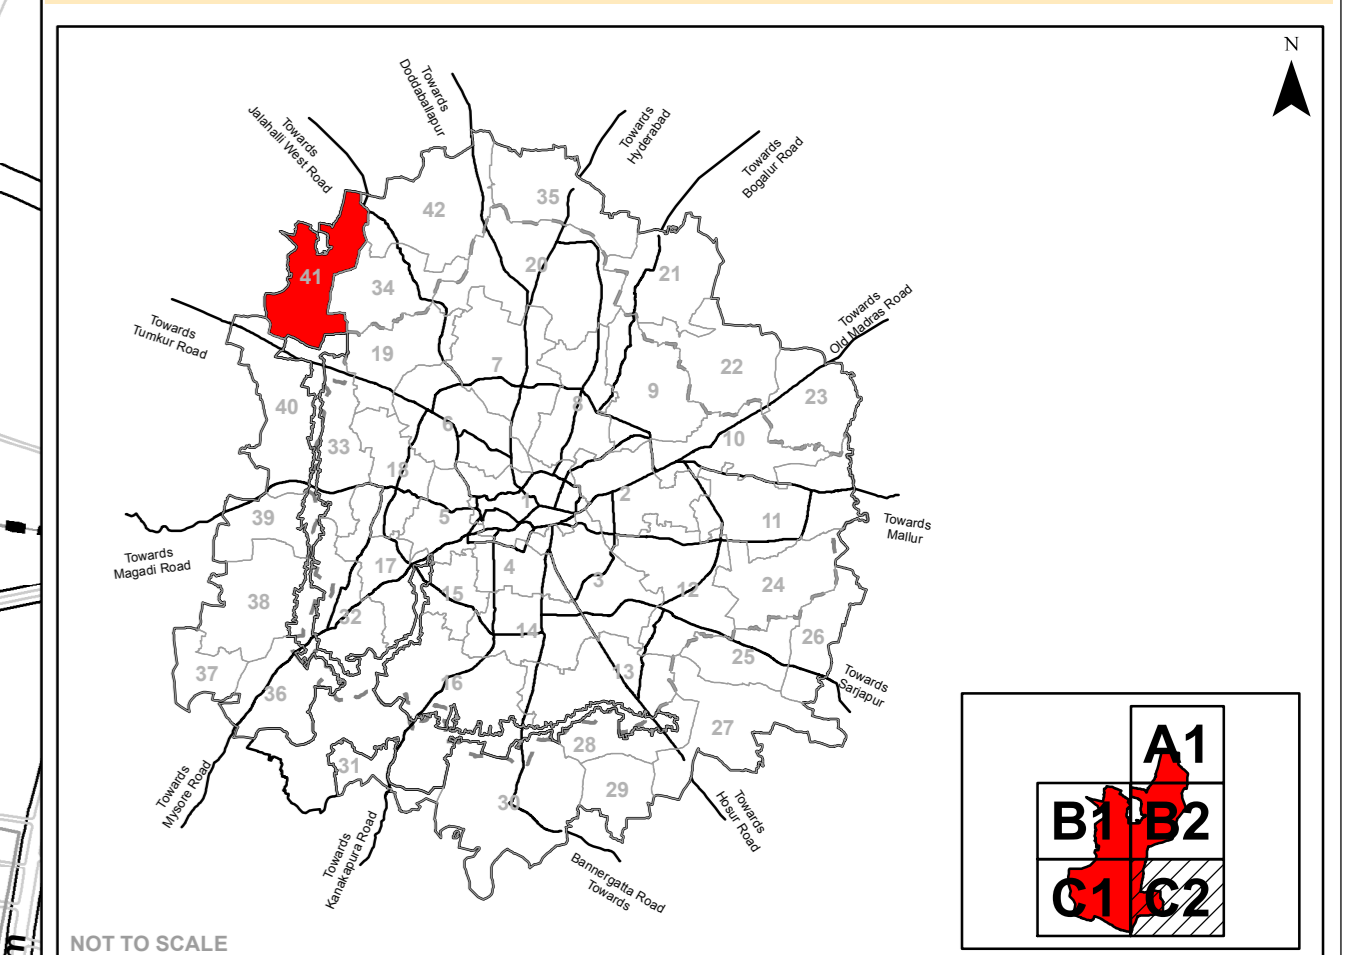 N
Towards
Doddaballapur
Towards
Hyderabad
Towards
Jalahalli West Road
Towards
Bogalur Road
42
35
20
21
41
34
Towards
Old Madras Road
Towards
Tumkur Road
19
7
22
9
23
40
8
6
33
10
18
1
2
39
5
11
Towards
Mallur
Towards
Magadi Road
17
4
3
15
12
24
38
32
14
26
25
37
13
16
36
Towards
Sarjapur
27
28
31
29
30
Towards
Mysore Road
Towards
Kanakapura Road
Towards
Hosur Road
Bannergatta Road
Towards
A1
B1
B2
C1
C2
NOT TO SCALE
m